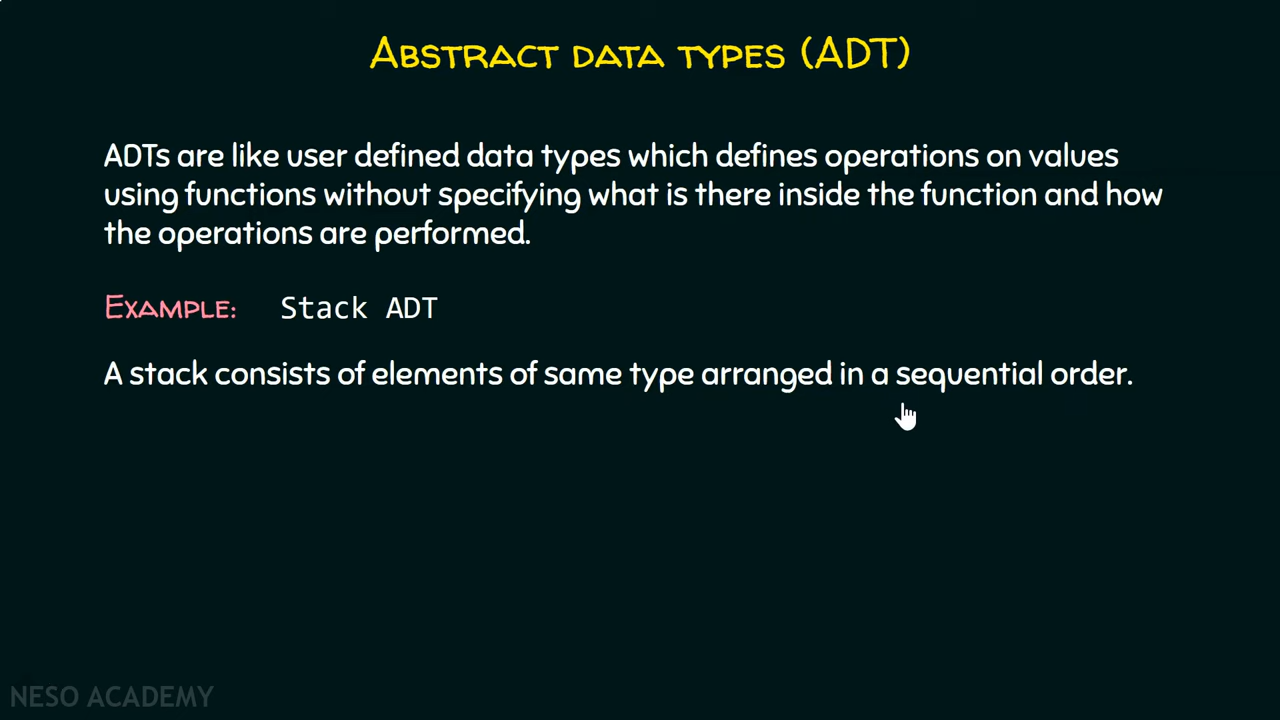 Abstract data types (ADT)
ADTs are like user defined data types which defines operations on values
using functions without specifying what is there inside the function and how
the operations are performed.
Example: Stack ADT
A stack consists of elements of same type arranged in a sequential order.
NESO ACADEMY